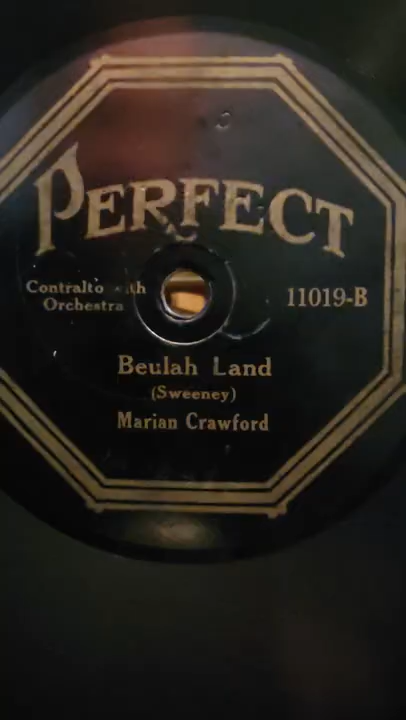 PERFECT
Contralto with
Orchestra
11019-B
Beulah Land
(Sweeney)
Marian Crawford